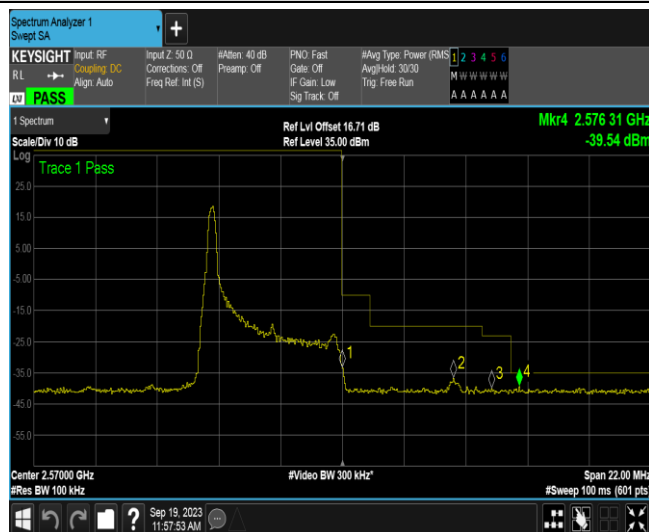 Spectrum Analyzer 1
Swept SA
+
KEYSIGHT
RL
LXI PASS
Input: RF
Coupling: DC
Align: Auto
Input Z: 50 Ω
Corrections: Off
Freq Ref: Int (S)
#Atten: 40 dB
Preamp: Off
PNO: Fast
Gate: Off
IF Gain: Low
Sig Track: Off
#Avg Type: Power (RMS
Avg|Hold: 30/30
Trig: Free Run
1 2 3 4 5 6
M W W W W W
A A A A A A
1 Spectrum
Scale/Div 10 dB
Ref Lvl Offset 16.71 dB
Ref Level 35.00 dBm
Mkr4 2.576 31 GHz
-39.54 dBm
Log
Trace 1 Pass
25.0
15.0
5.00
-5.00
-15.0
-25.0
-35.0
-45.0
-55.0
1
2
3
4
Center 2.57000 GHz
#Res BW 100 kHz
#Video BW 300 kHz*
Span 22.00 MHz
#Sweep 100 ms (601 pts)
?
Sep 19, 2023
11:57:53 AM